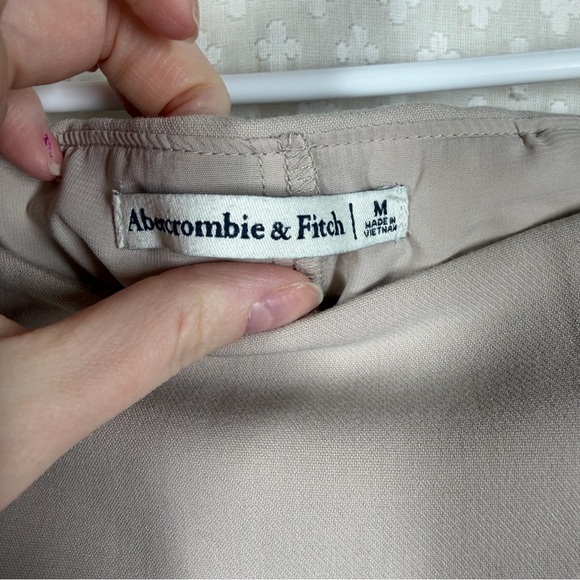 Abercrombie & Fitch | M
MADE IN
VIETNAM